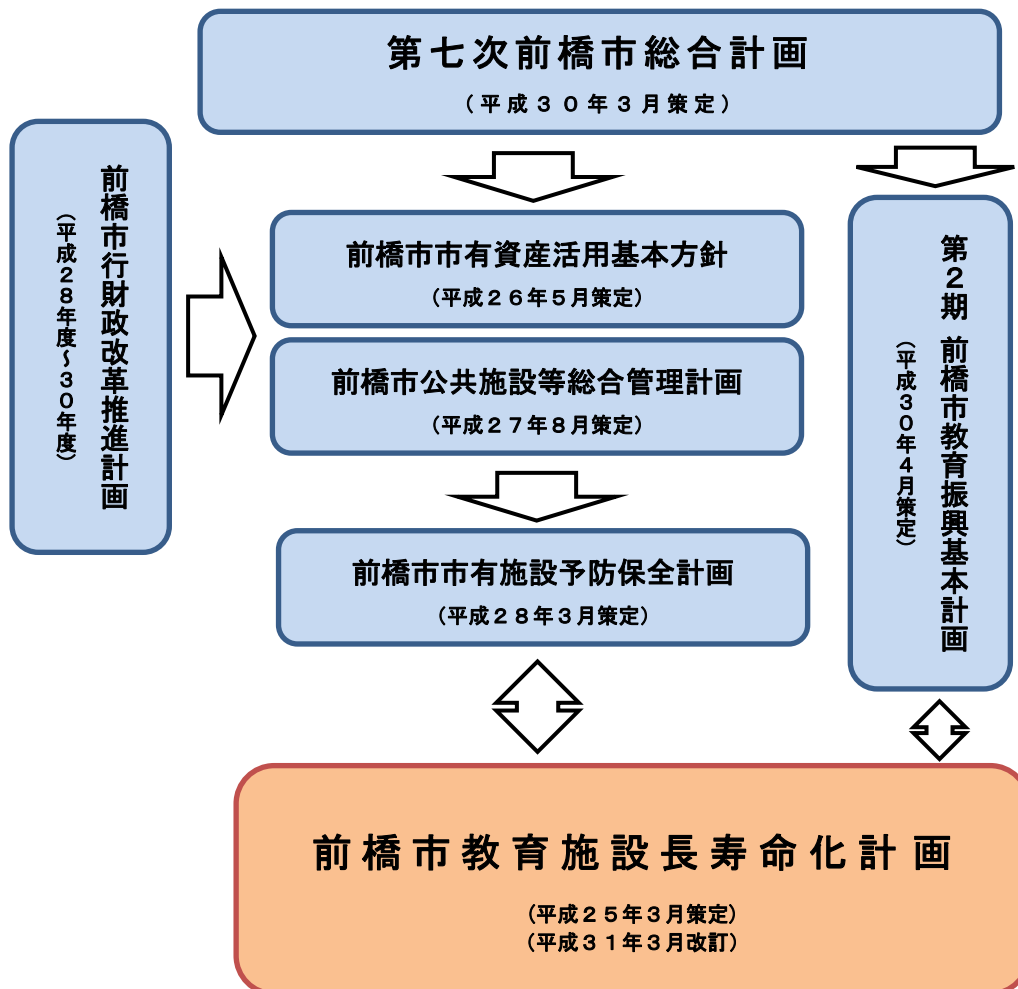 第七次前橋市総合計画
（平成３０年３月策定）
前橋市行財政改革推進計画
（平成２８年度～３０年度）
前橋市市有資産活用基本方針
（平成２６年５月策定）
前橋市公共施設等総合管理計画
（平成２７年８月策定）
前橋市市有施設予防保全計画
（平成２８年３月策定）
第２期 前橋市教育振興基本計画
（平成３０年４月策定）
前橋市教育施設長寿命化計画
（平成２５年３月策定）
（平成３１年３月改訂）